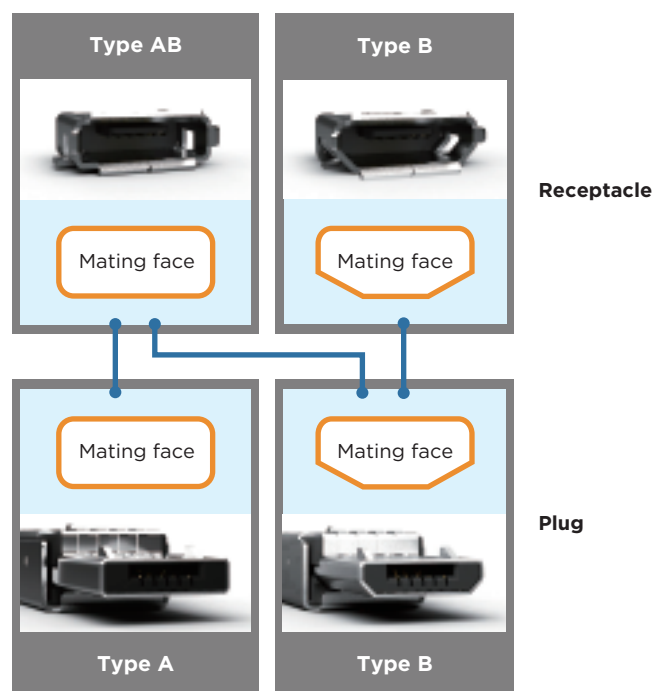 Type AB
Type B
Receptacle
Mating face
Mating face
Mating face
Mating face
Plug
Type A
Type B